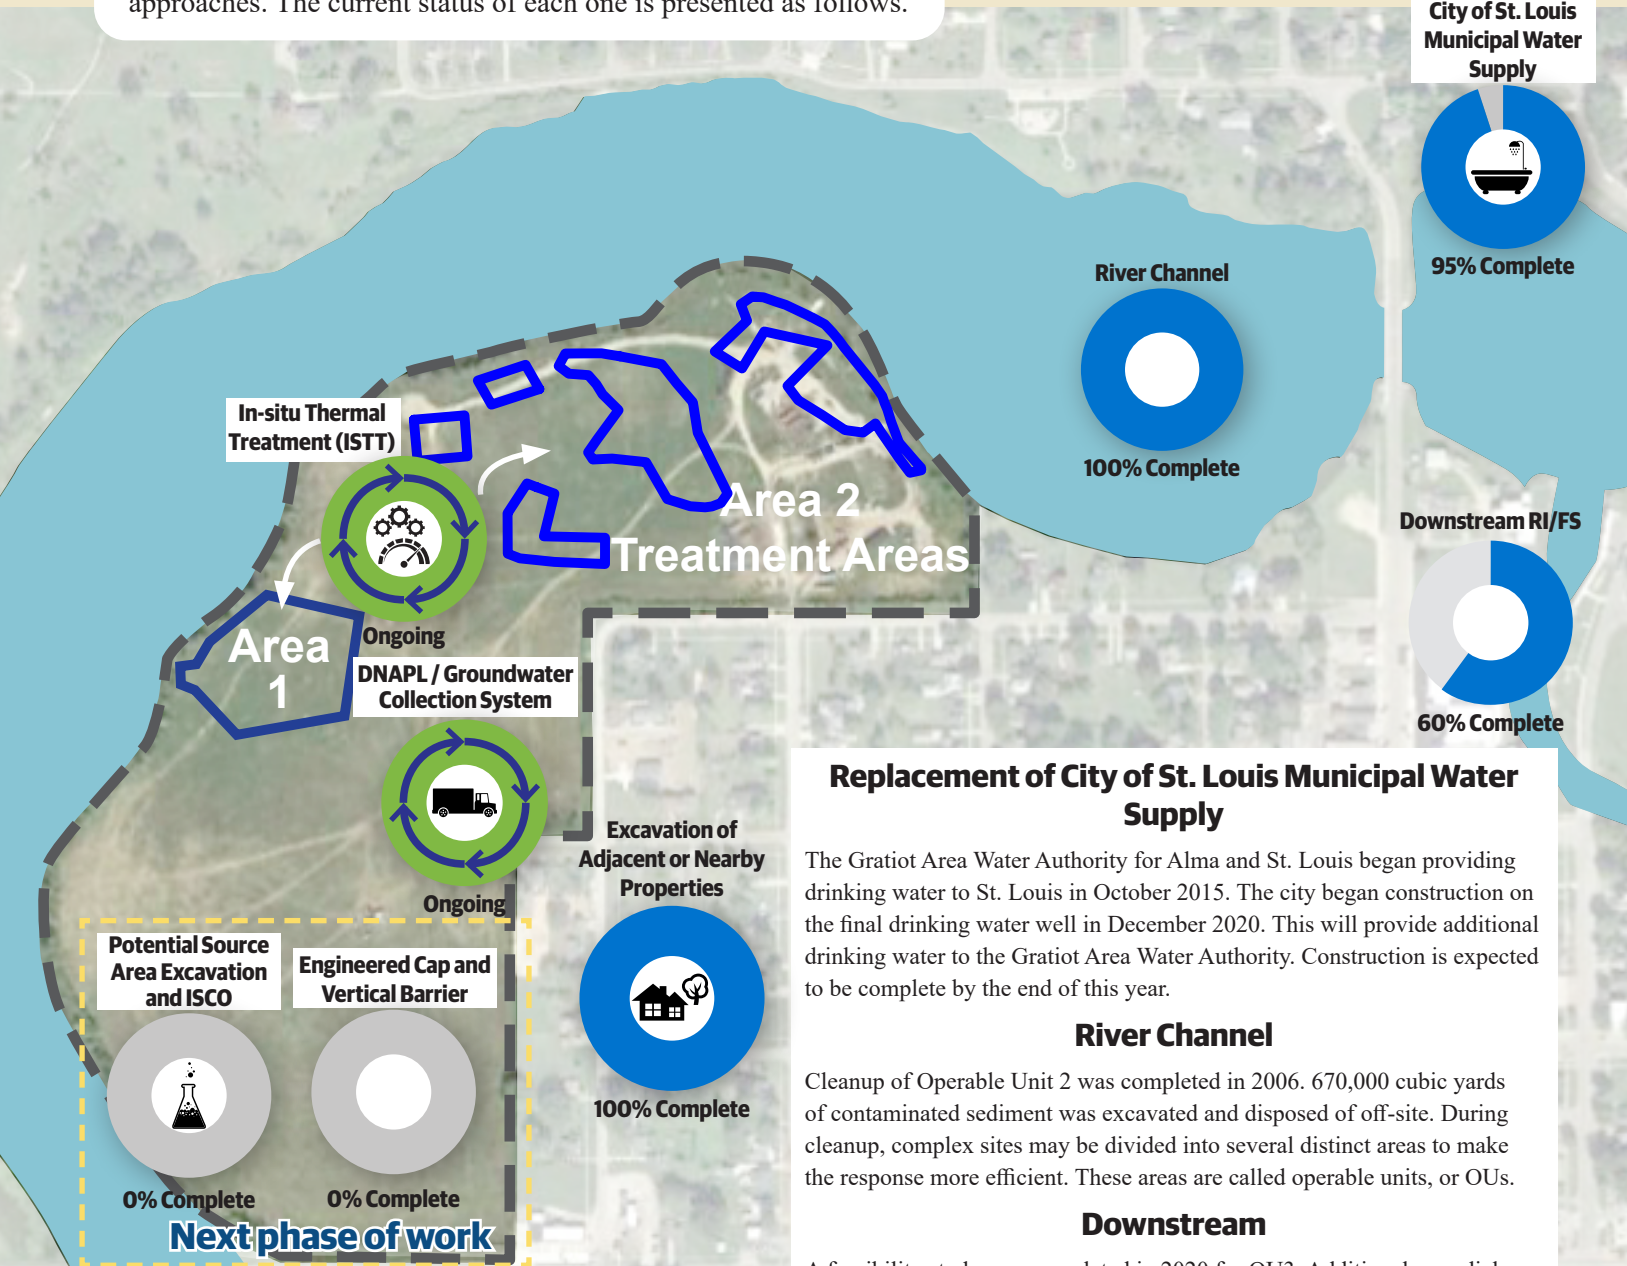 approaches. The current status of each one is presented as follows.
City of St. Louis
Municipal Water
Supply
95% Complete
River Channel
100% Complete
In-situ Thermal
Treatment (ISTT)
Ongoing
Area 2
Treatment Areas
Area
1
Downstream RI/FS
60% Complete
DNAPL / Groundwater
Collection System
Ongoing
Excavation of
Adjacent or Nearby
Properties
100% Complete
Potential Source
Area Excavation
and ISCO
0% Complete
Engineered Cap and
Vertical Barrier
0% Complete
Next phase of work
Replacement of City of St. Louis Municipal Water
Supply
The Gratiot Area Water Authority for Alma and St. Louis began providing
drinking water to St. Louis in October 2015. The city began construction on
the final drinking water well in December 2020. This will provide additional
drinking water to the Gratiot Area Water Authority. Construction is expected
to be complete by the end of this year.
River Channel
Cleanup of Operable Unit 2 was completed in 2006. 670,000 cubic yards
of contaminated sediment was excavated and disposed of off-site. During
cleanup, complex sites may be divided into several distinct areas to make
the response more efficient. These areas are called operable units, or OUs.
Downstream